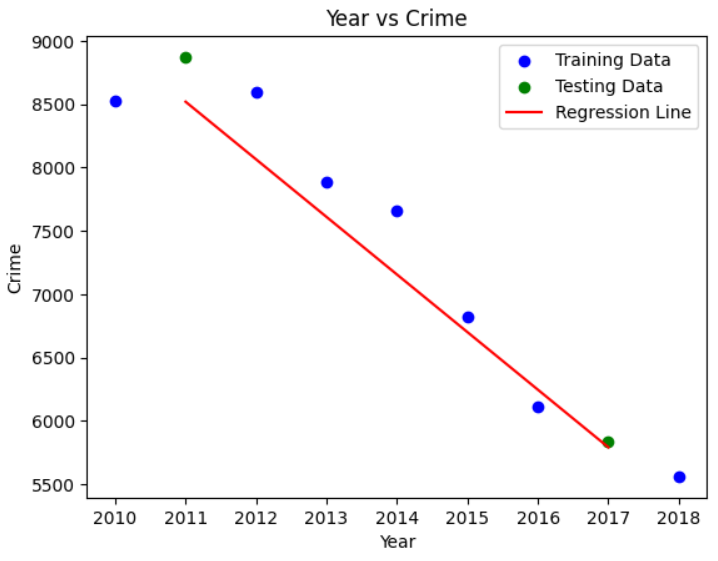 Year vs Crime
Training Data
Testing Data
Regression Line
9000
8500
8000
7500
7000
6500
6000
5500
Crime
2010 2011 2012 2013 2014 2015 2016 2017 2018
Year